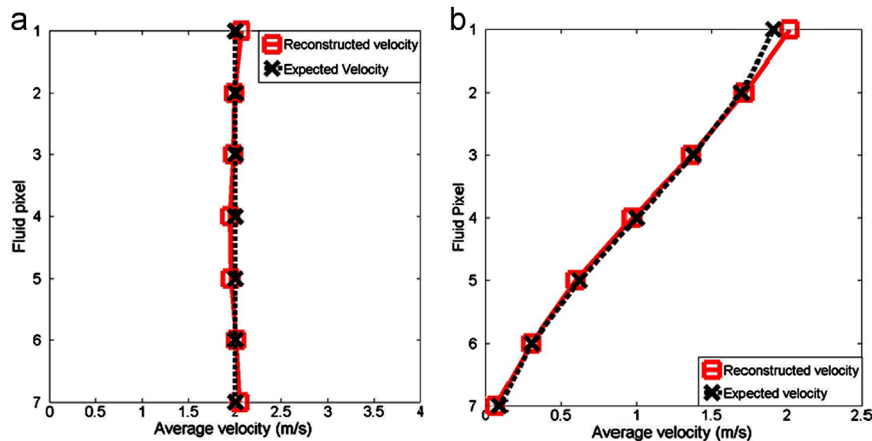 a
1
2
3
4
5
6
7
Fluid pixel
0 0.5 1 1.5 2 2.5 3 3.5 4
Average velocity (m/s)
Reconstructed velocity
Expected Velocity
b
1
2
3
4
5
6
7
Fluid Pixel
0.5 1 1.5 2 2.5
Average velocity (m/s)
Reconstructed velocity
Expected velocity